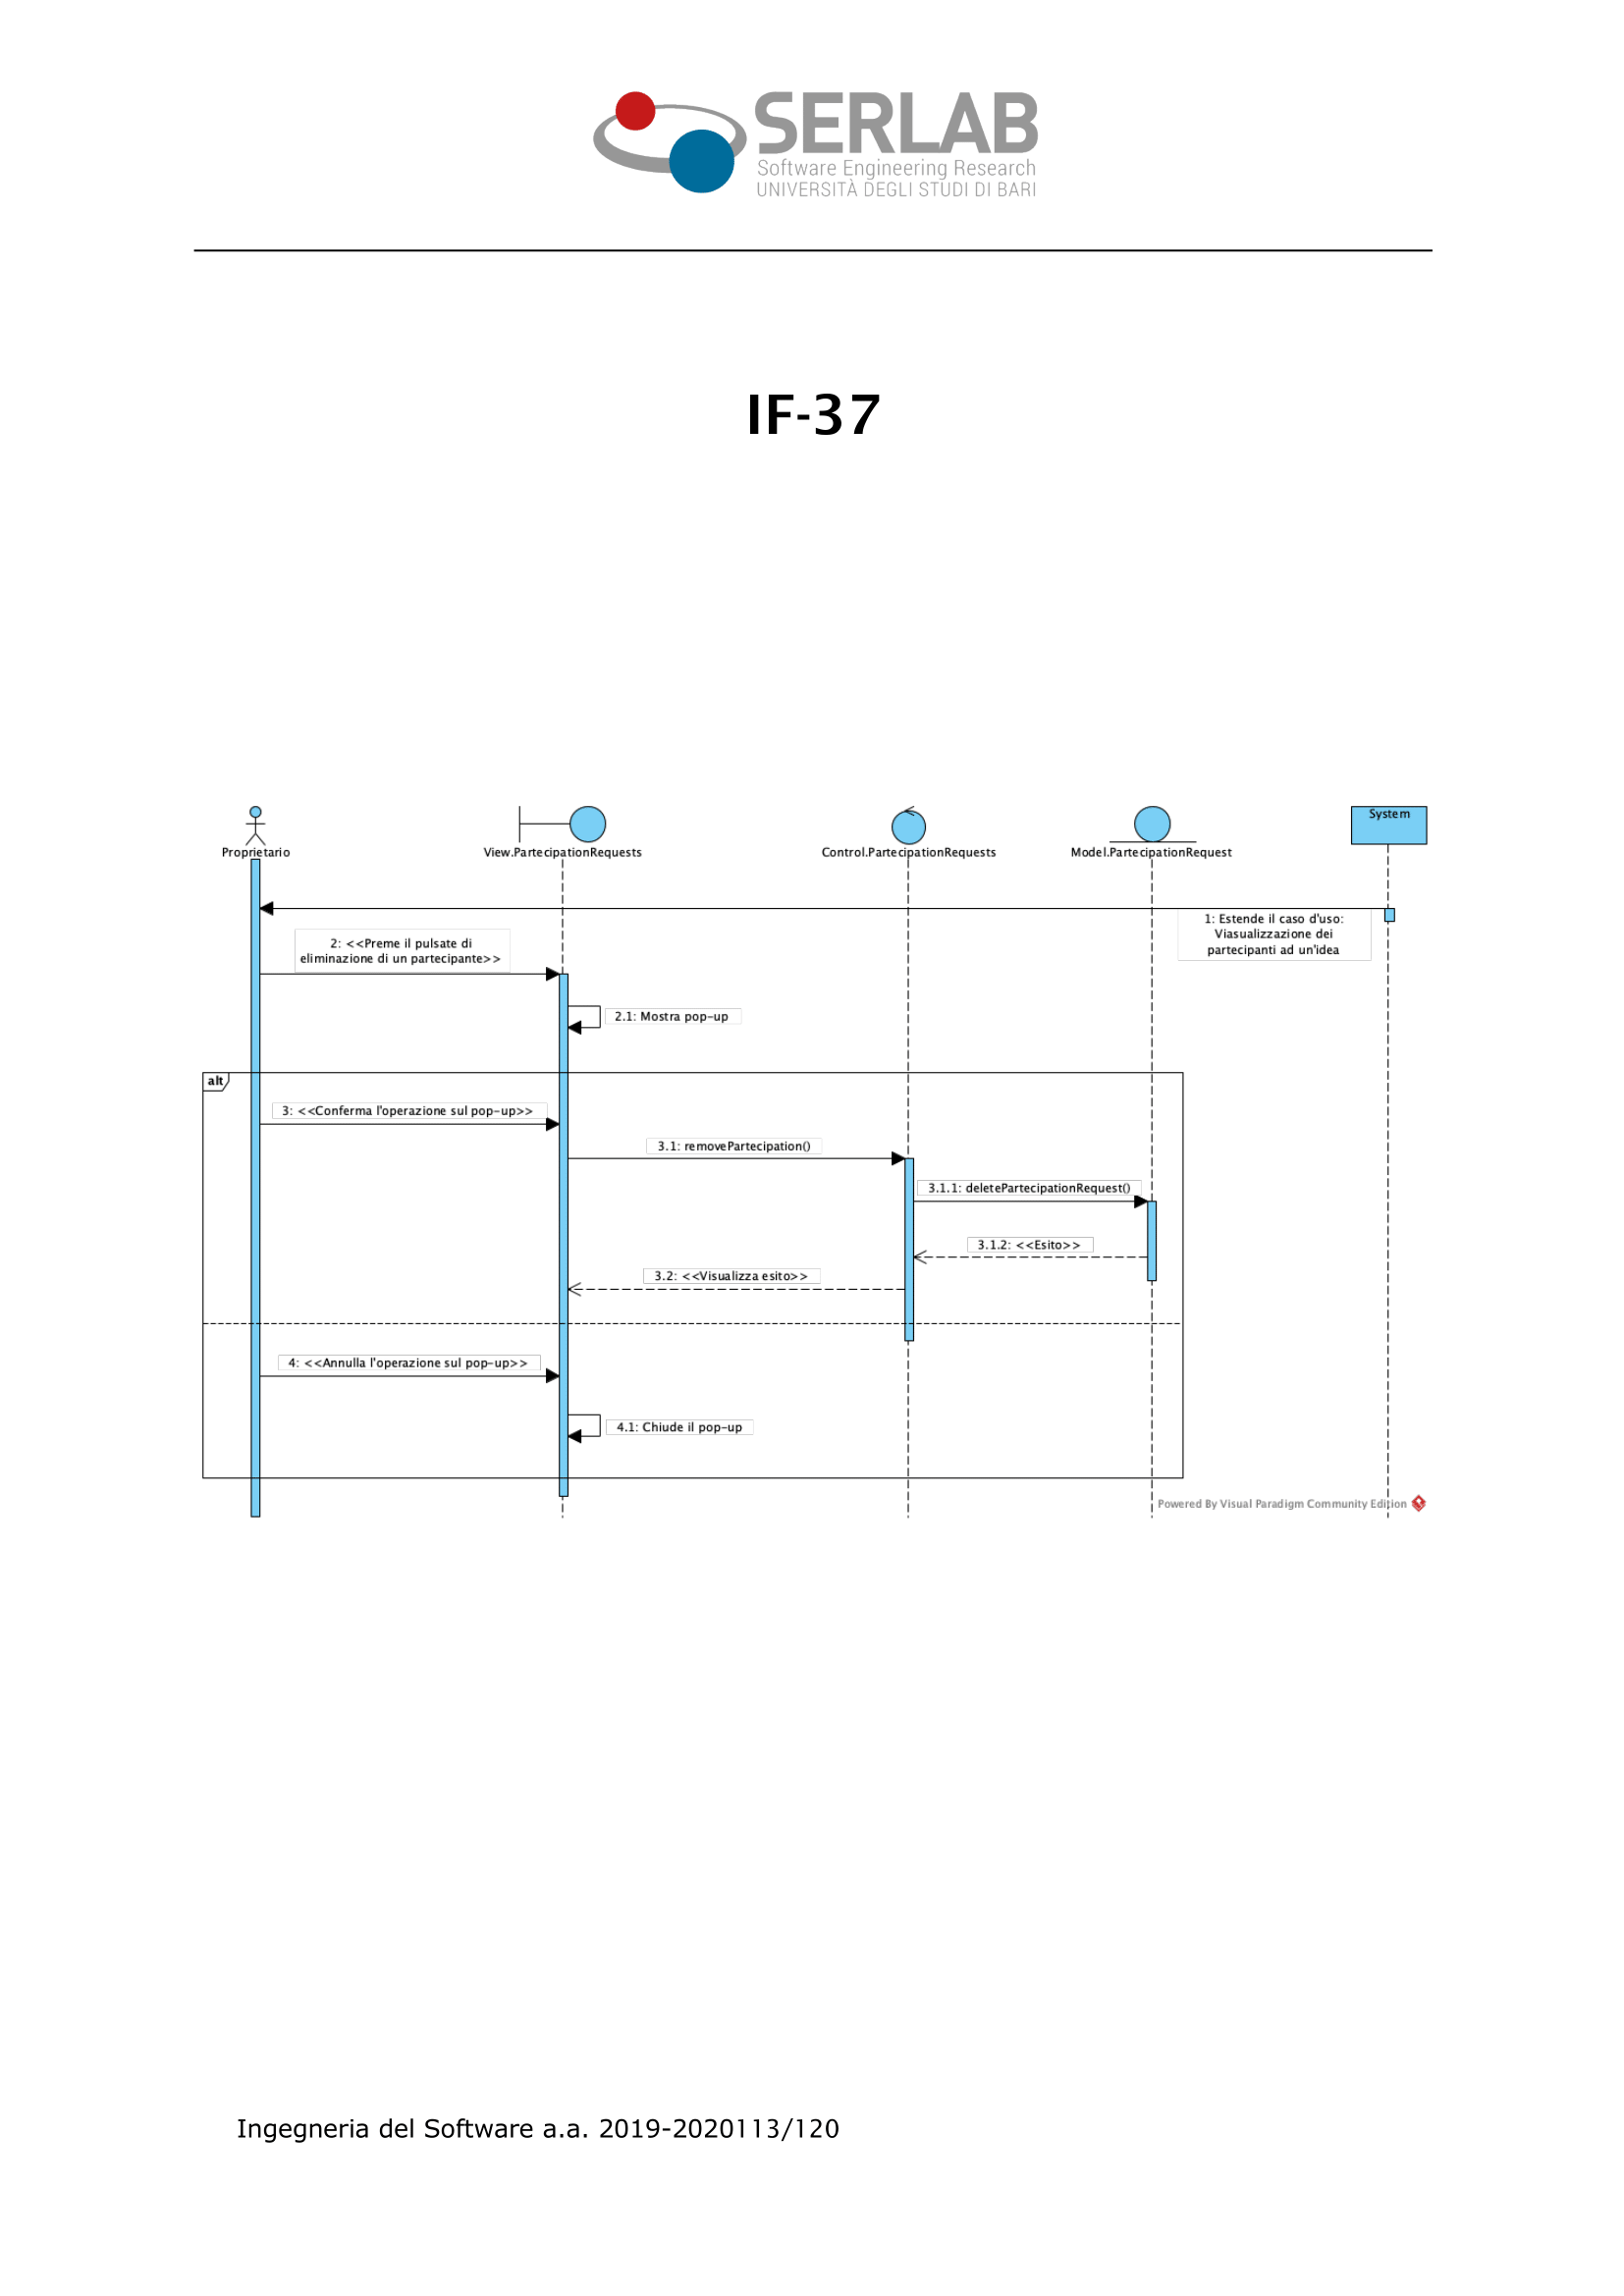 SERLAB
Software Engineering Research
UNIVERSITÀ DEGLI STUDI DI BARI
IF-37
Proprietario
View.PartecipationRequests
Control.PartecipationRequests
Model.PartecipationRequest
System
1: Estende il caso d'uso:
Viasualizzazione dei
partecipanti ad un'idea
2: <<Preme il pulsate di
eliminazione di un partecipante>>
2.1: Mostra pop-up
alt
3: <<Conferma l'operazione sul pop-up>>
3.1: removePartecipation()
3.1.1: deletePartecipationRequest()
3.1.2: <<Esito>>
3.2: <<Visualizza esito>>
4: <<Annulla l'operazione sul pop-up>>
4.1: Chiude il pop-up
Powered By Visual Paradigm Community Edition
Ingegneria del Software a.a. 2019-2020113/120